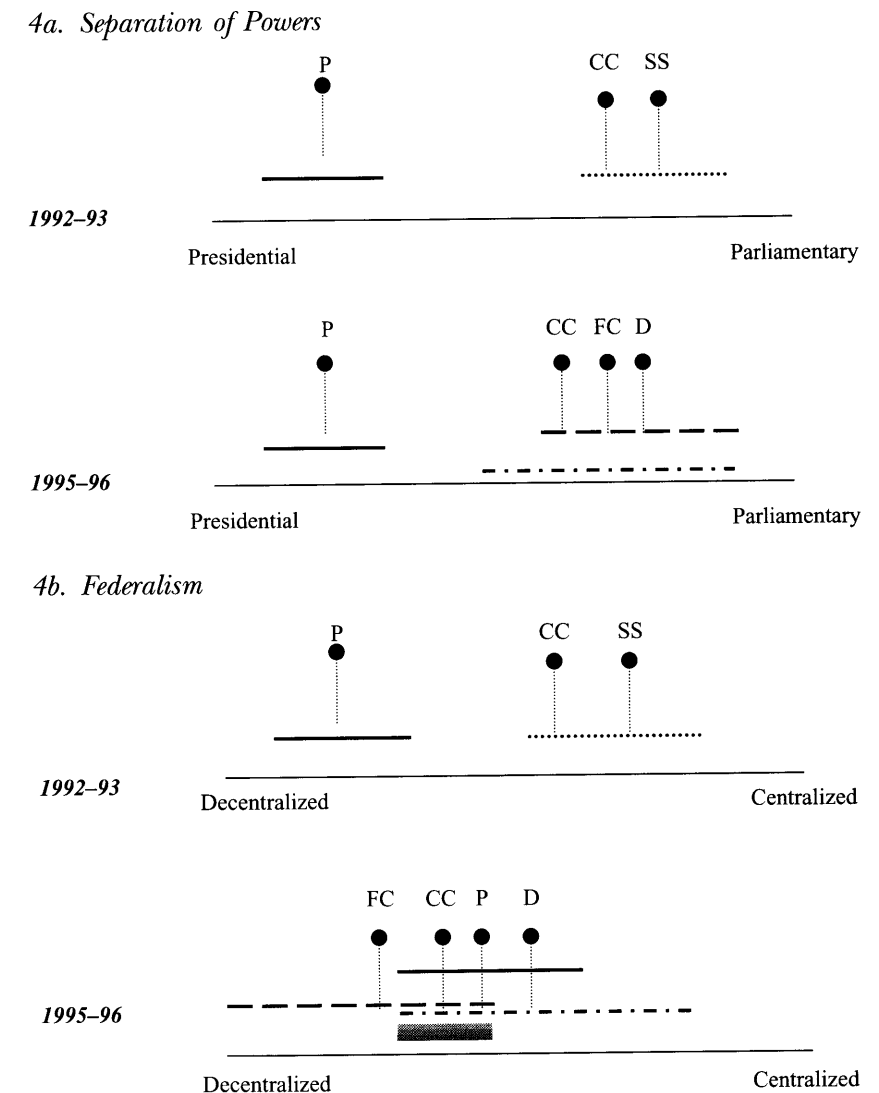 4a. Separation of Powers
P CC SS
1992–93
Presidential Parliamentary
P CC FC D
1995–96
Presidential Parliamentary
4b. Federalism
P CC SS
1992–93
Decentralized Centralized
FC CC P D
1995–96
Decentralized Centralized